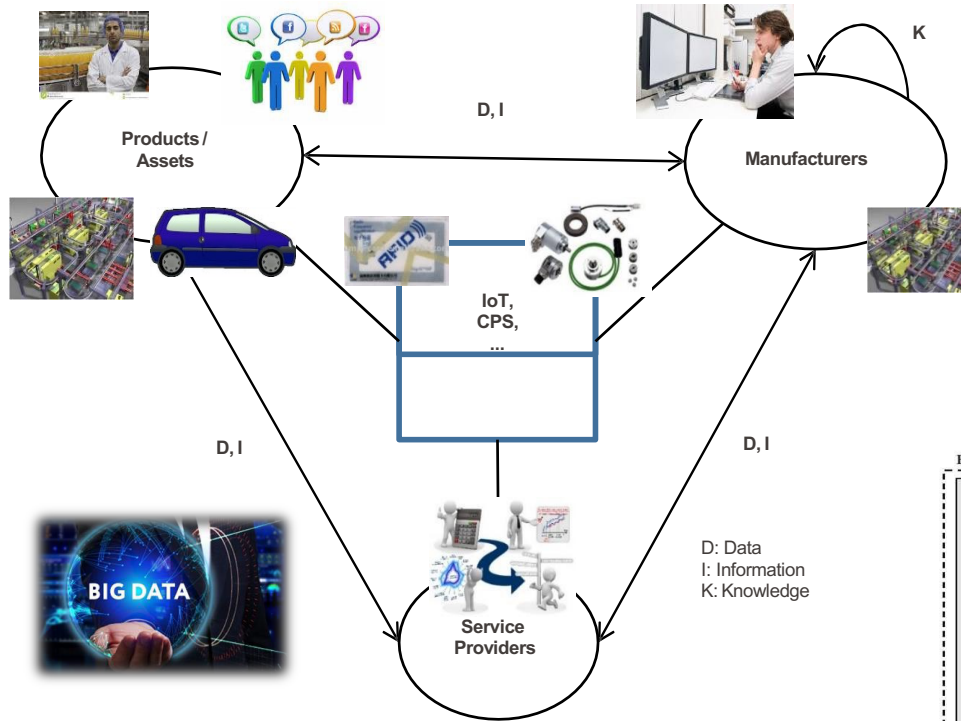 K
D, I
Products /
Assets
Manufacturers
RFID
IoT,
CPS,
...
D, I
D, I
BIG DATA
D: Data
I: Information
K: Knowledge
Service
Providers